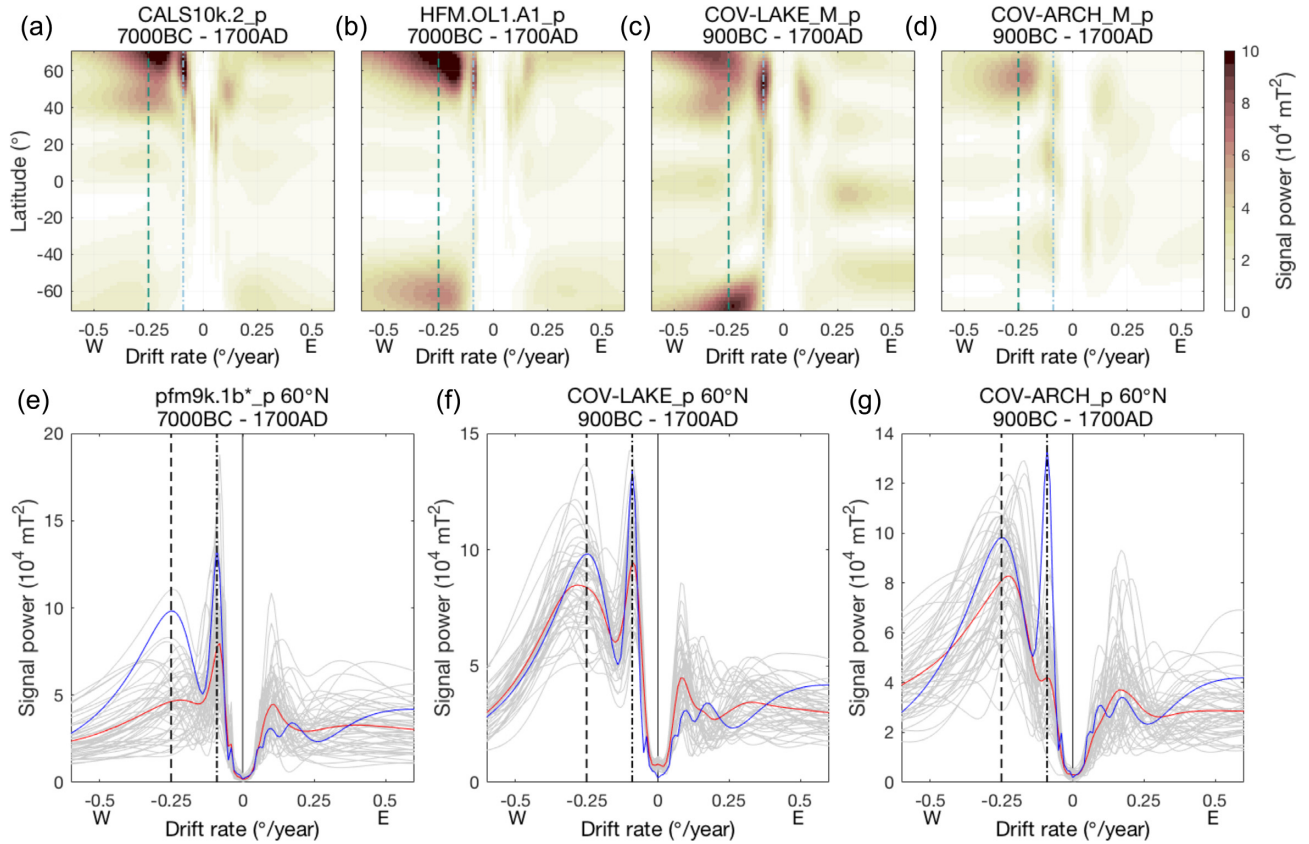 (a) CALS10k.2_p
7000BC - 1700AD
(b) HFM.OL1.A1_p
7000BC - 1700AD
(c) COV-LAKE_M_p
900BC - 1700AD
(d) COV-ARCH_M_p
900BC - 1700AD
Latitude (°)
60
40
20
0
-20
-40
-60
-0.5 -0.25 0 0.25 0.5
W Drift rate (°/year) E
-0.5 -0.25 0 0.25 0.5
W Drift rate (°/year) E
-0.5 -0.25 0 0.25 0.5
W Drift rate (°/year) E
-0.5 -0.25 0 0.25 0.5
W Drift rate (°/year) E
10
8
6
4
2
0
Signal power (10⁴ mT²)
(e) pfm9k.1b*_p 60°N
7000BC - 1700AD
Signal power (10⁴ mT²)
20
15
10
5
0
-0.5 -0.25 0 0.25 0.5
W Drift rate (°/year) E
(f) COV-LAKE_p 60°N
900BC - 1700AD
Signal power (10⁴ mT²)
15
10
5
0
-0.5 -0.25 0 0.25 0.5
W Drift rate (°/year) E
(g) COV-ARCH_p 60°N
900BC - 1700AD
Signal power (10⁴ mT²)
14
12
10
8
6
4
2
0
-0.5 -0.25 0 0.25 0.5
W Drift rate (°/year) E